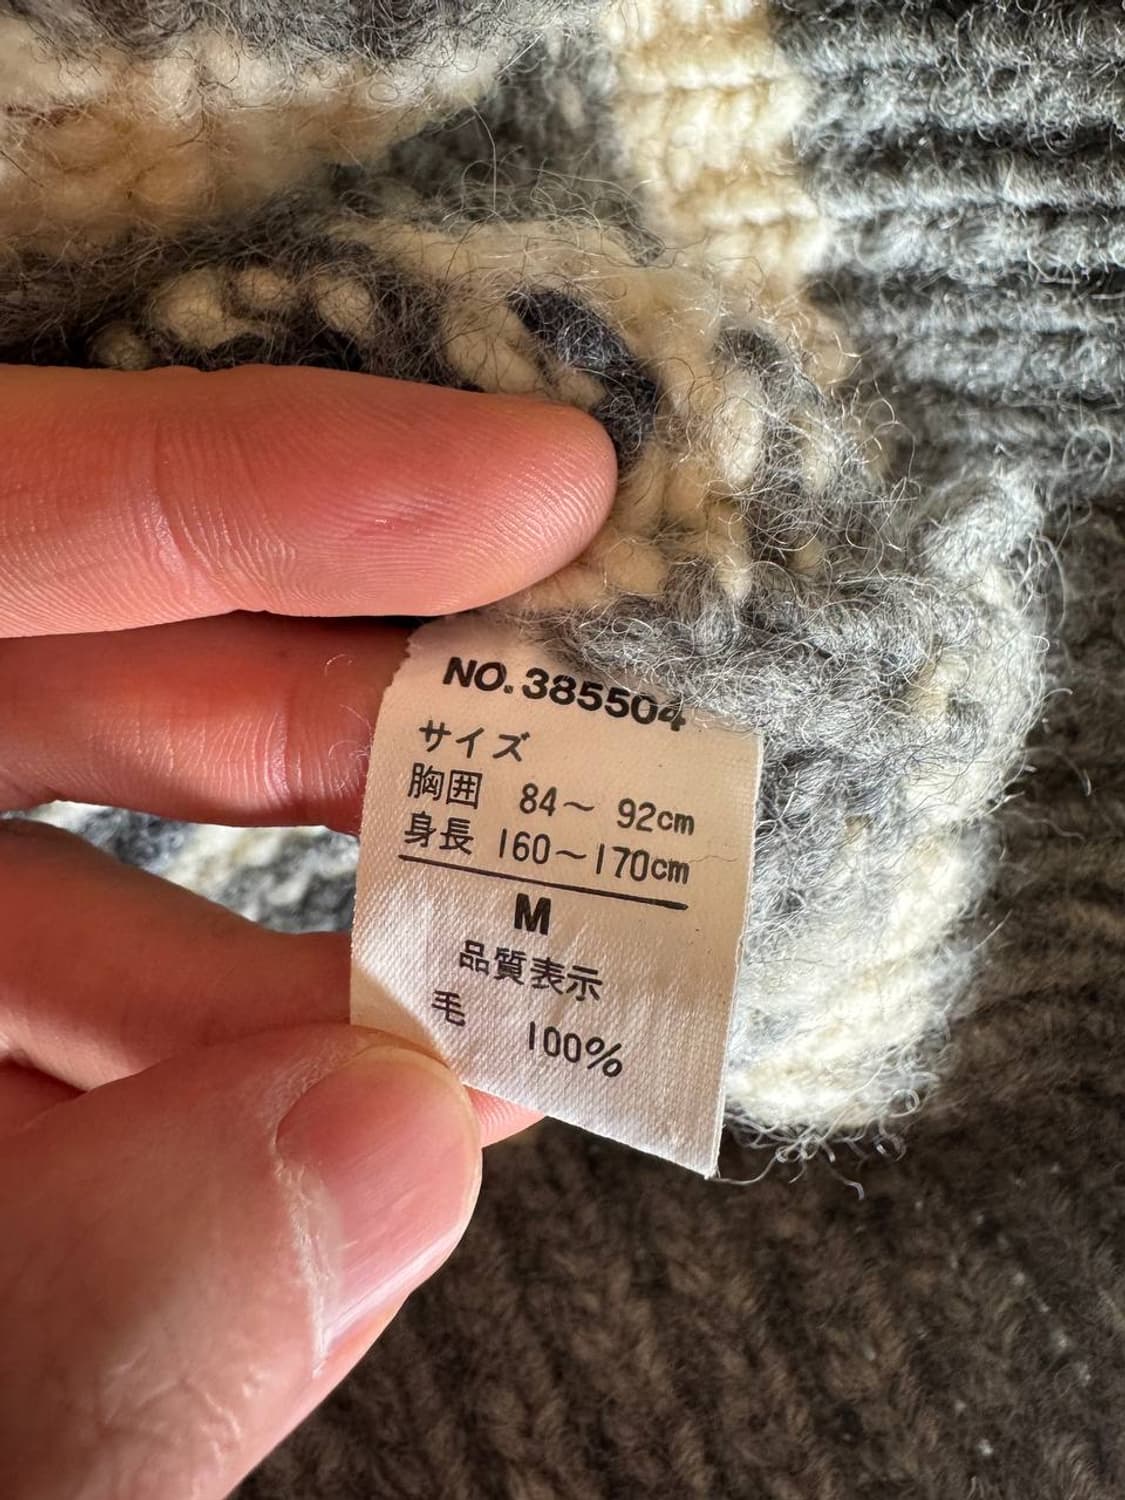 NO.385504
サイズ
胸囲 84～92cm
身長 160～170cm
M
品質表示
毛 100%